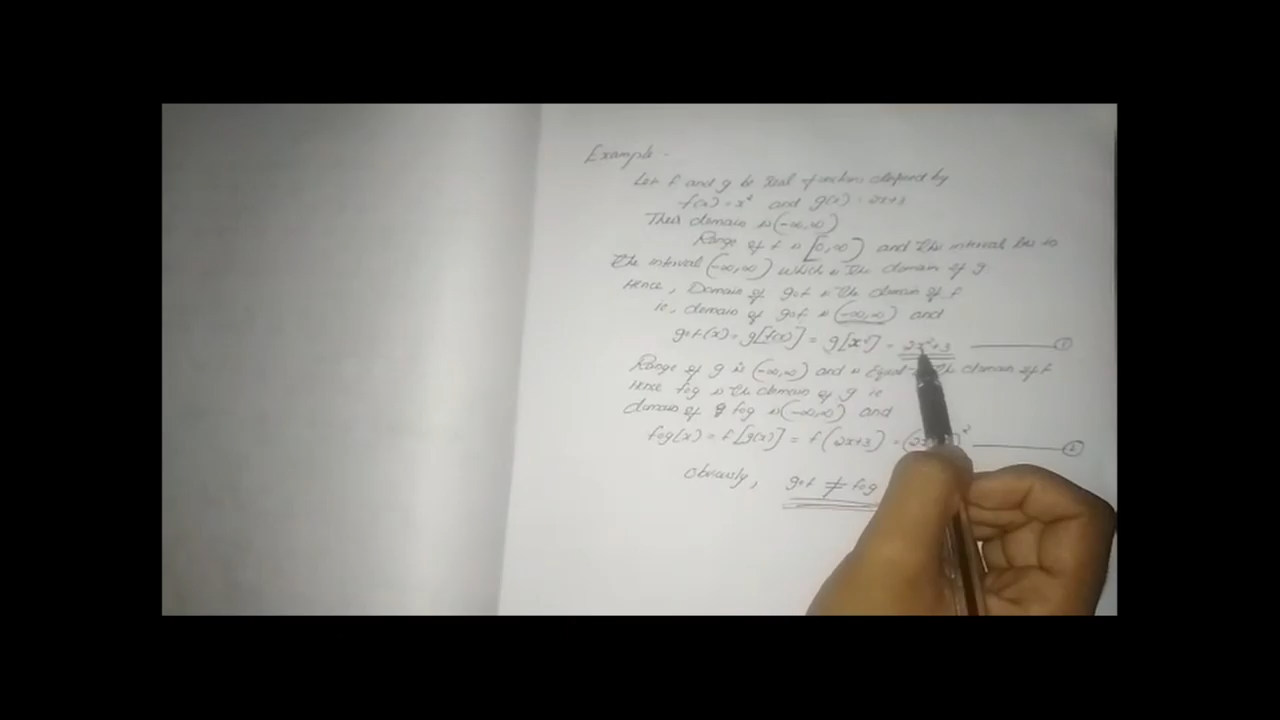 Example -
Let f and g be real functions defined by
f(x) = x² and g(x) = 2x+3
Their domain is (-∞,∞)
Range of f is [0,∞) and this interval lies in
the interval (-∞,∞) which is the domain of g
Hence, Domain of gof is the domain of f
ie, domain of gof is (-∞,∞) and
gof(x) = g[f(x)] = g[x²] = 2x²+3 ——— ①
Range of g is (-∞,∞) and is Equal the domain of f
Hence fog is the domain of g ie
domain of fog is (-∞,∞) and
fog(x) = f[g(x)] = f(2x+3) = (2x )² ——— ②
Obviously, gof ≠ fog